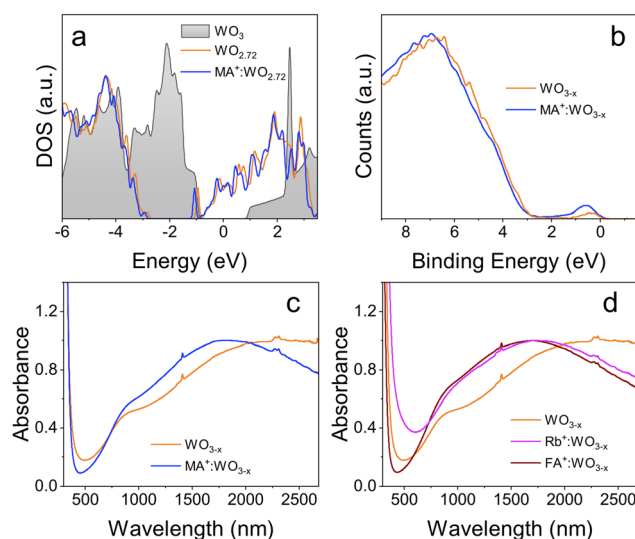 a
WO₃
WO₂.₇₂
MA⁺:WO₂.₇₂
DOS (a.u.)
-6 -4 -2 0 2
Energy (eV)
b
WO₃₋ₓ
MA⁺:WO₃₋ₓ
Counts (a.u.)
8 6 4 2 0
Binding Energy (eV)
c
1.2
0.8
0.4
0.0
Absorbance
WO₃₋ₓ
MA⁺:WO₃₋ₓ
500 1000 1500 2000 2500
Wavelength (nm)
d
1.2
0.8
0.4
0.0
Absorbance
WO₃₋ₓ
Rb⁺:WO₃₋ₓ
FA⁺:WO₃₋ₓ
500 1000 1500 2000 2500
Wavelength (nm)